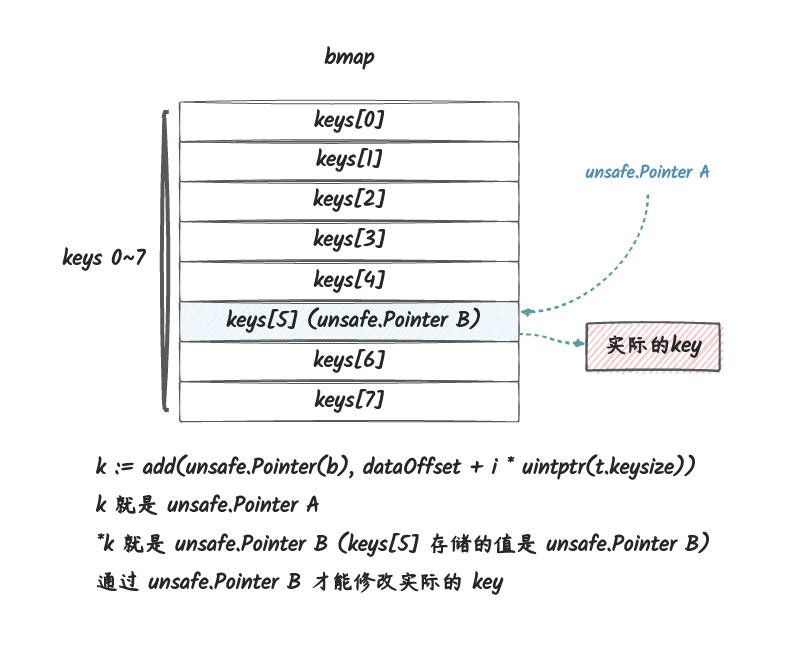 bmap
keys[0]
keys[1]
keys[2]
keys[3]
keys[4]
keys[5] (unsafe.Pointer B)
keys[6]
keys[7]
keys 0~7
unsafe.Pointer A
实际的key
k := add(unsafe.Pointer(b), dataOffset + i * uintptr(t.keysize))
k 就是 unsafe.Pointer A
*k 就是 unsafe.Pointer B (keys[5] 存储的值是 unsafe.Pointer B)
通过 unsafe.Pointer B 才能修改实际的 key